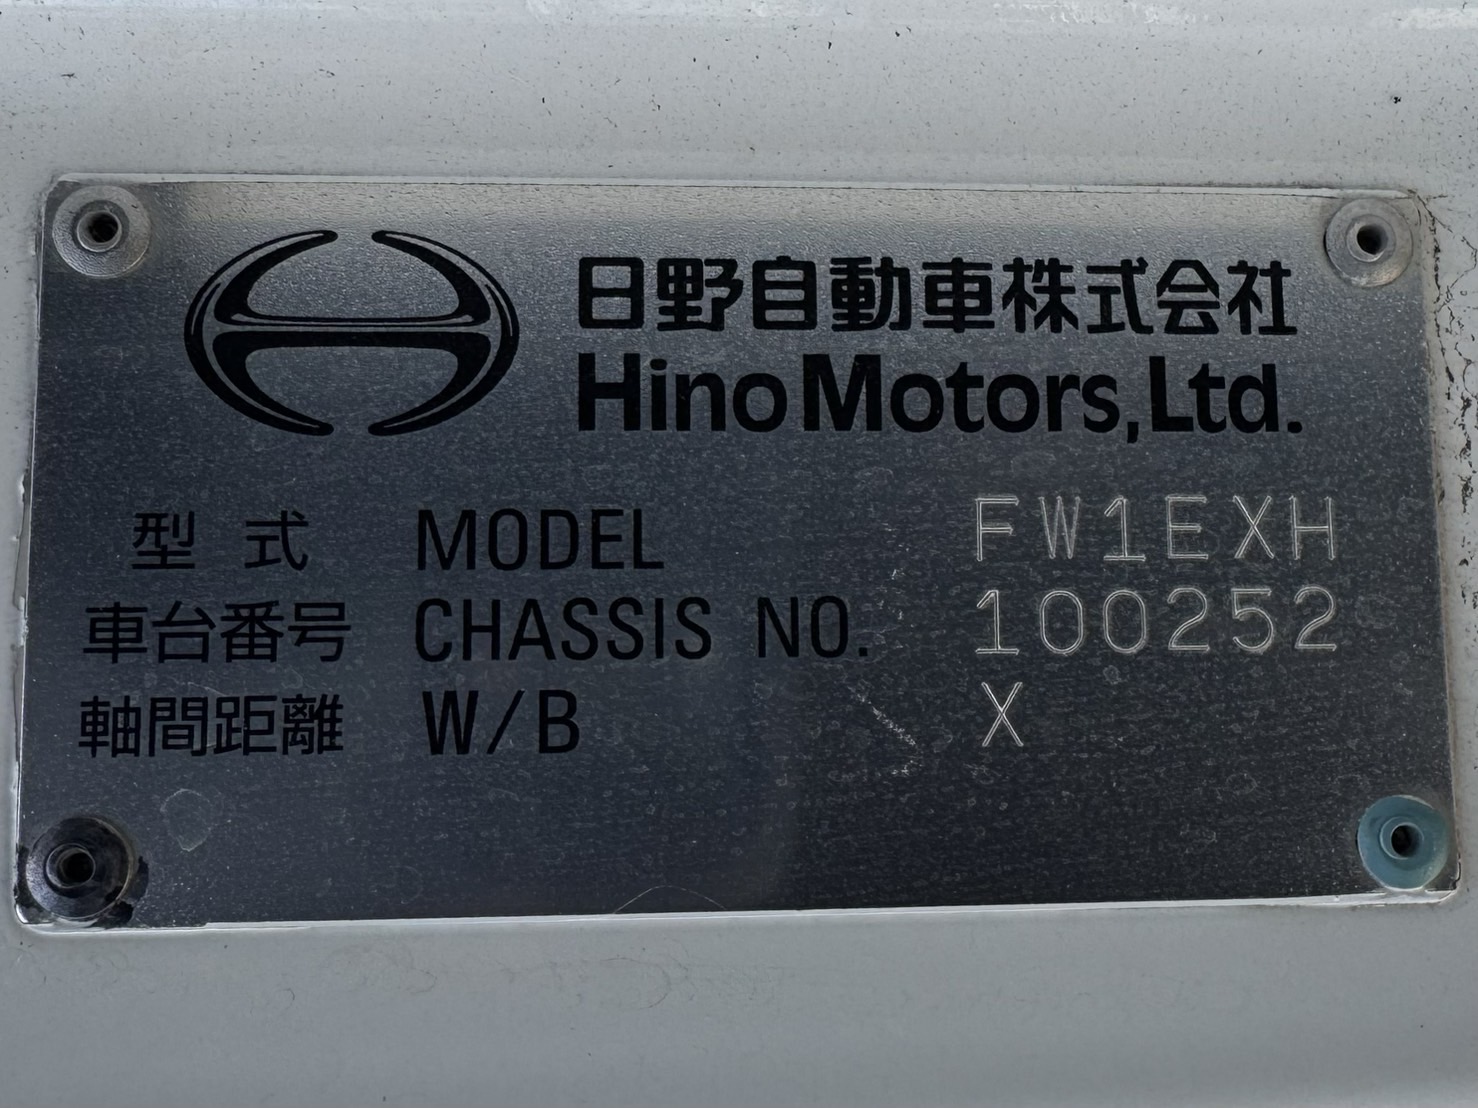 日野自動車株式会社
Hino Motors, Ltd.
型式 MODEL FW1EXH
車台番号 CHASSIS NO. 100252
軸間距離 W/B X